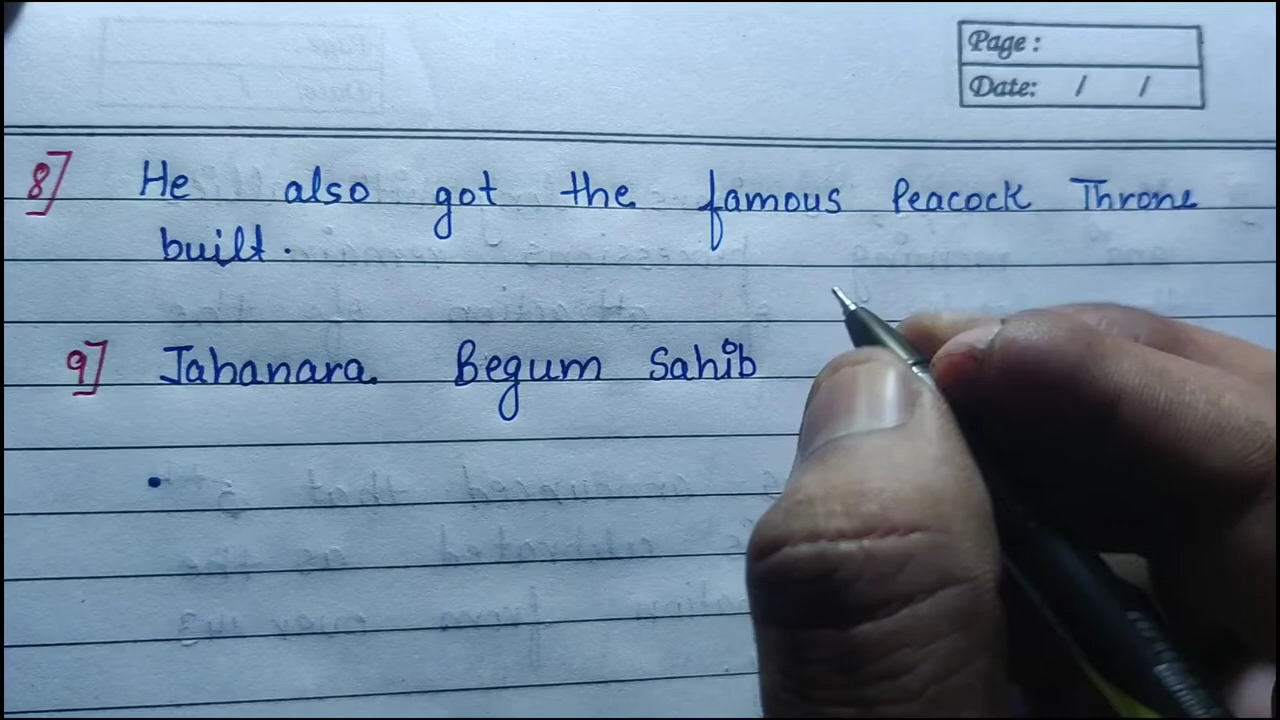 Page :
Date: / /
8] He also got the famous Peacock Throne
built.
9] Jahanara Begum Sahib